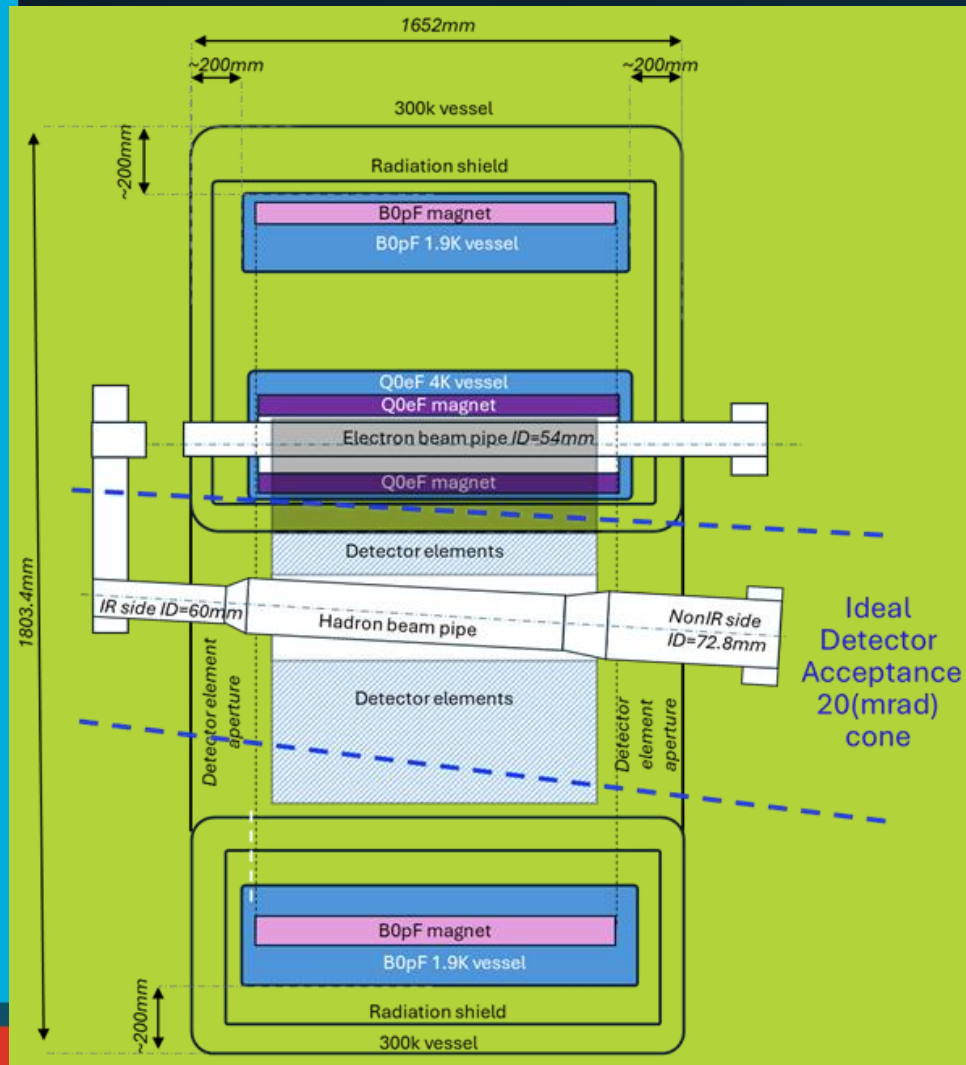 1652mm
~200mm
~200mm
300k vessel
~200mm
Radiation shield
B0pF magnet
B0pF 1.9K vessel
Q0eF 4K vessel
Q0eF magnet
Electron beam pipe ID=54mm
Q0eF magnet
1803.4mm
Detector elements
IR side ID=60mm
Hadron beam pipe
NonIR side
ID=72.8mm
Ideal
Detector
Acceptance
20(mrad)
cone
Detector element
aperture
Detector elements
Detector
element
aperture
B0pF magnet
B0pF 1.9K vessel
~200mm
Radiation shield
300k vessel